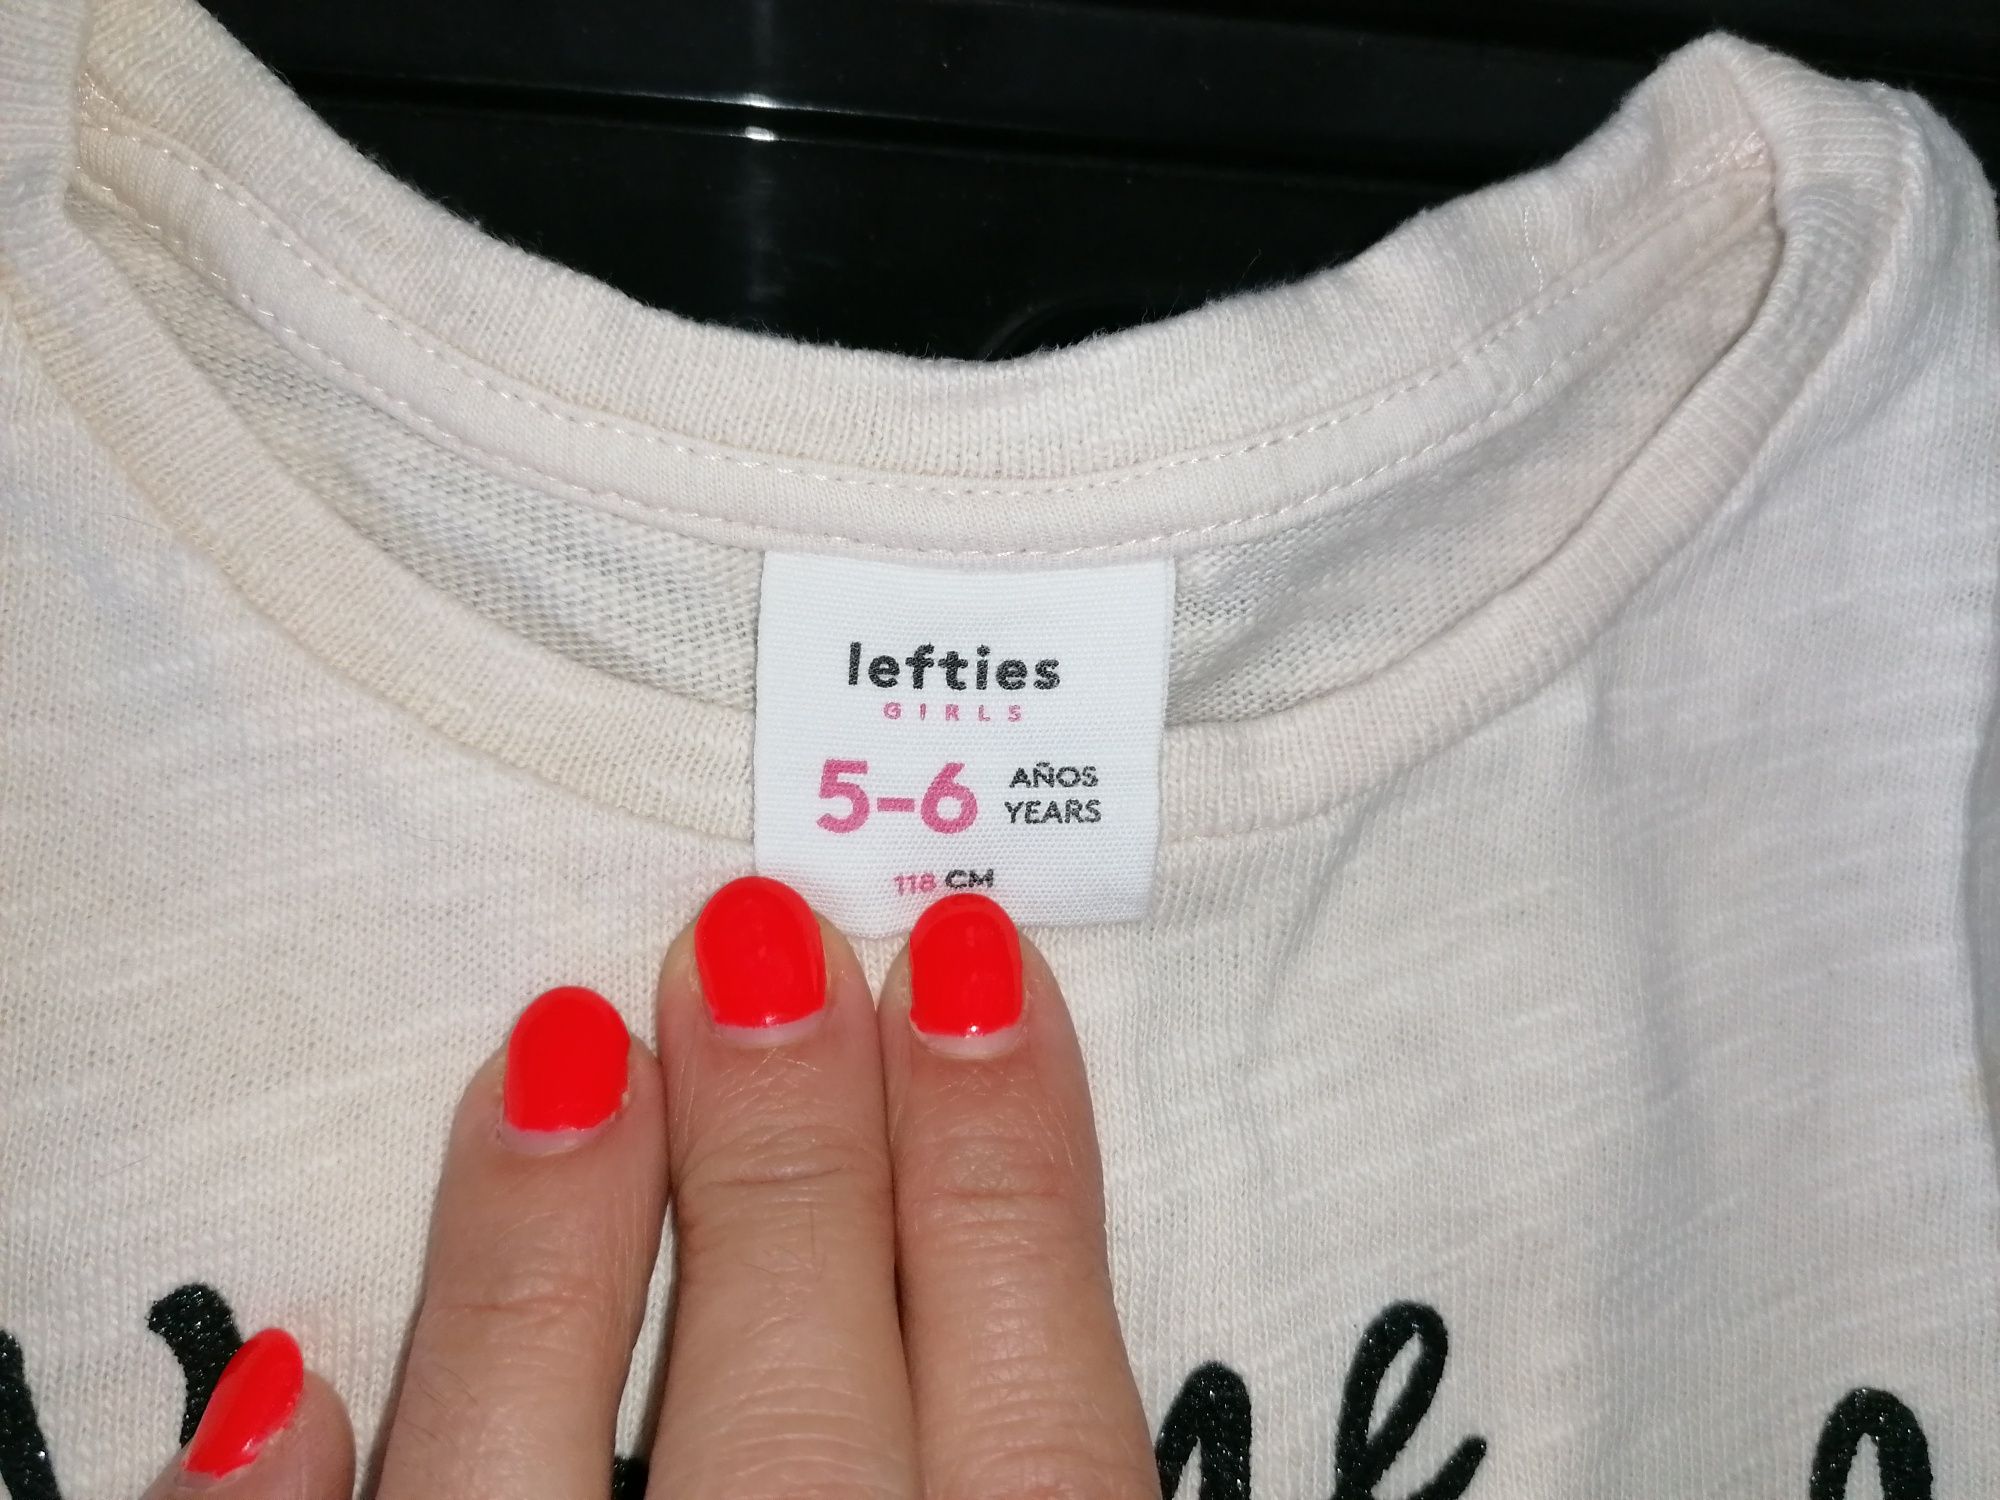 lefties
GIRLS
5-6 AÑOS
YEARS
118 CM